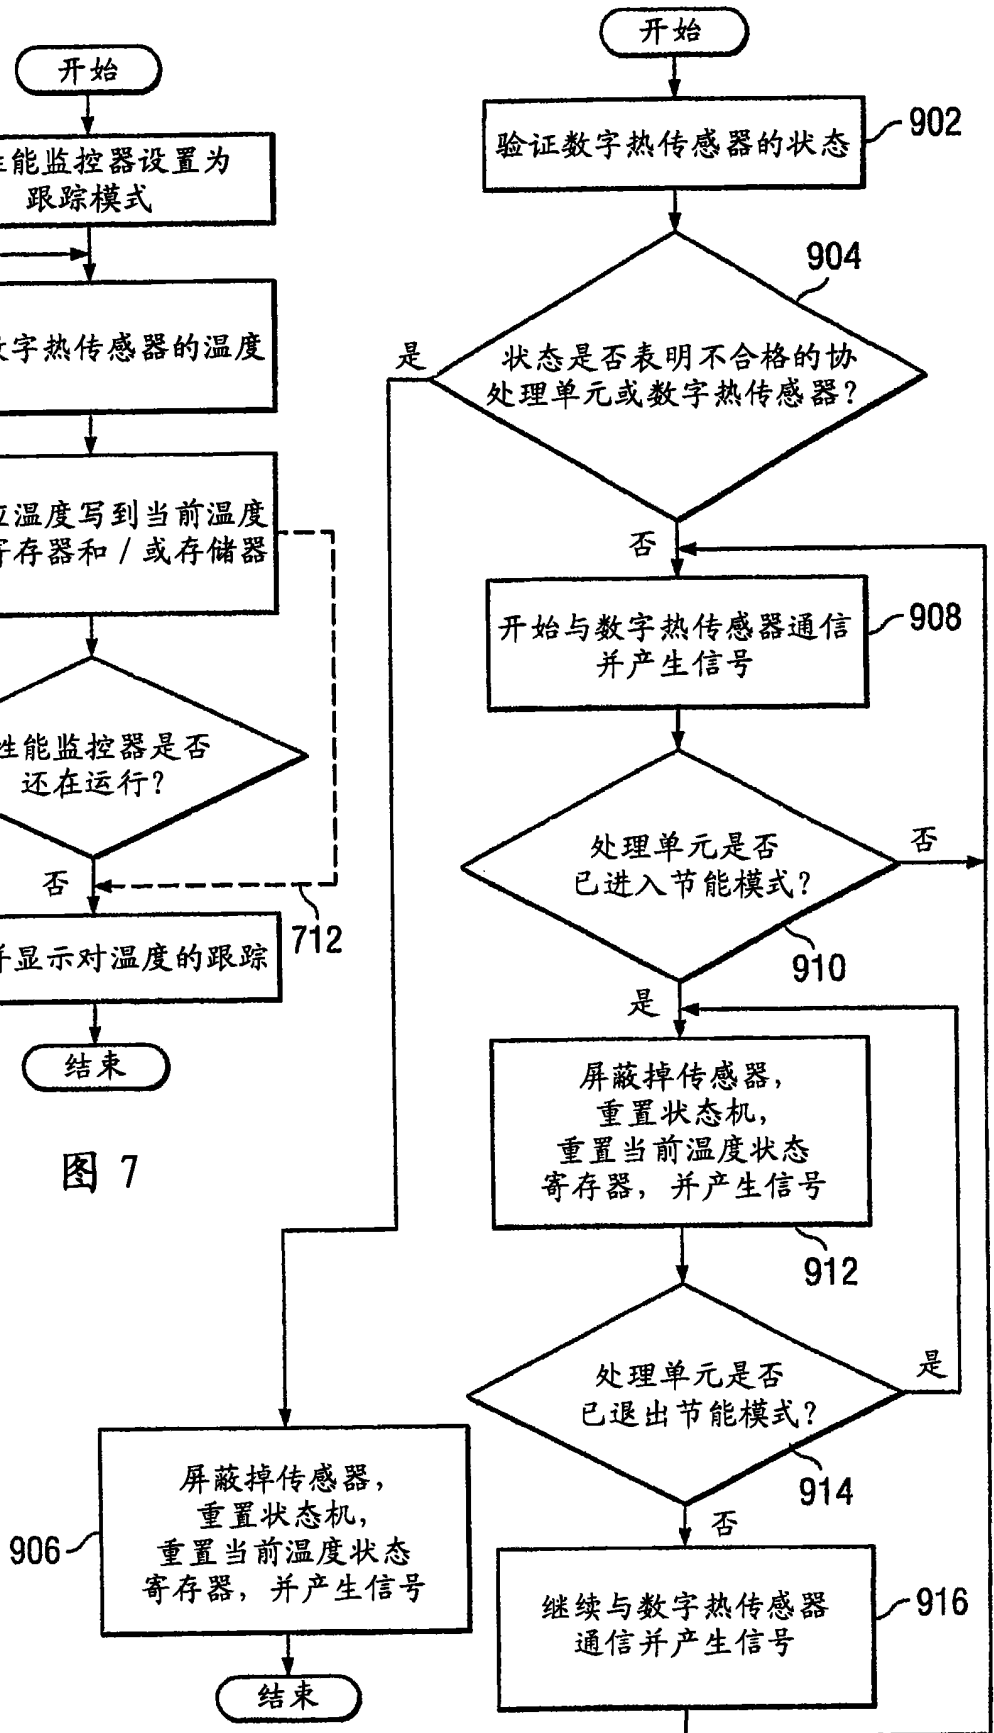 开始
能监控器设置为
跟踪模式
字热传感器的温度
温度写到当前温度
存器和 / 或存储器
性能监控器是否
还在运行?
否
712
显示对温度的跟踪
结束
图 7
开始
验证数字热传感器的状态
902
904
状态是否表明不合格的协
处理单元或数字热传感器?
是
否
开始与数字热传感器通信
并产生信号
908
处理单元是否
已进入节能模式?
否
910
是
屏蔽掉传感器,
重置状态机,
重置当前温度状态
寄存器, 并产生信号
912
处理单元是否
已退出节能模式?
是
914
否
继续与数字热传感器
通信并产生信号
916
屏蔽掉传感器,
重置状态机,
重置当前温度状态
寄存器, 并产生信号
906
结束